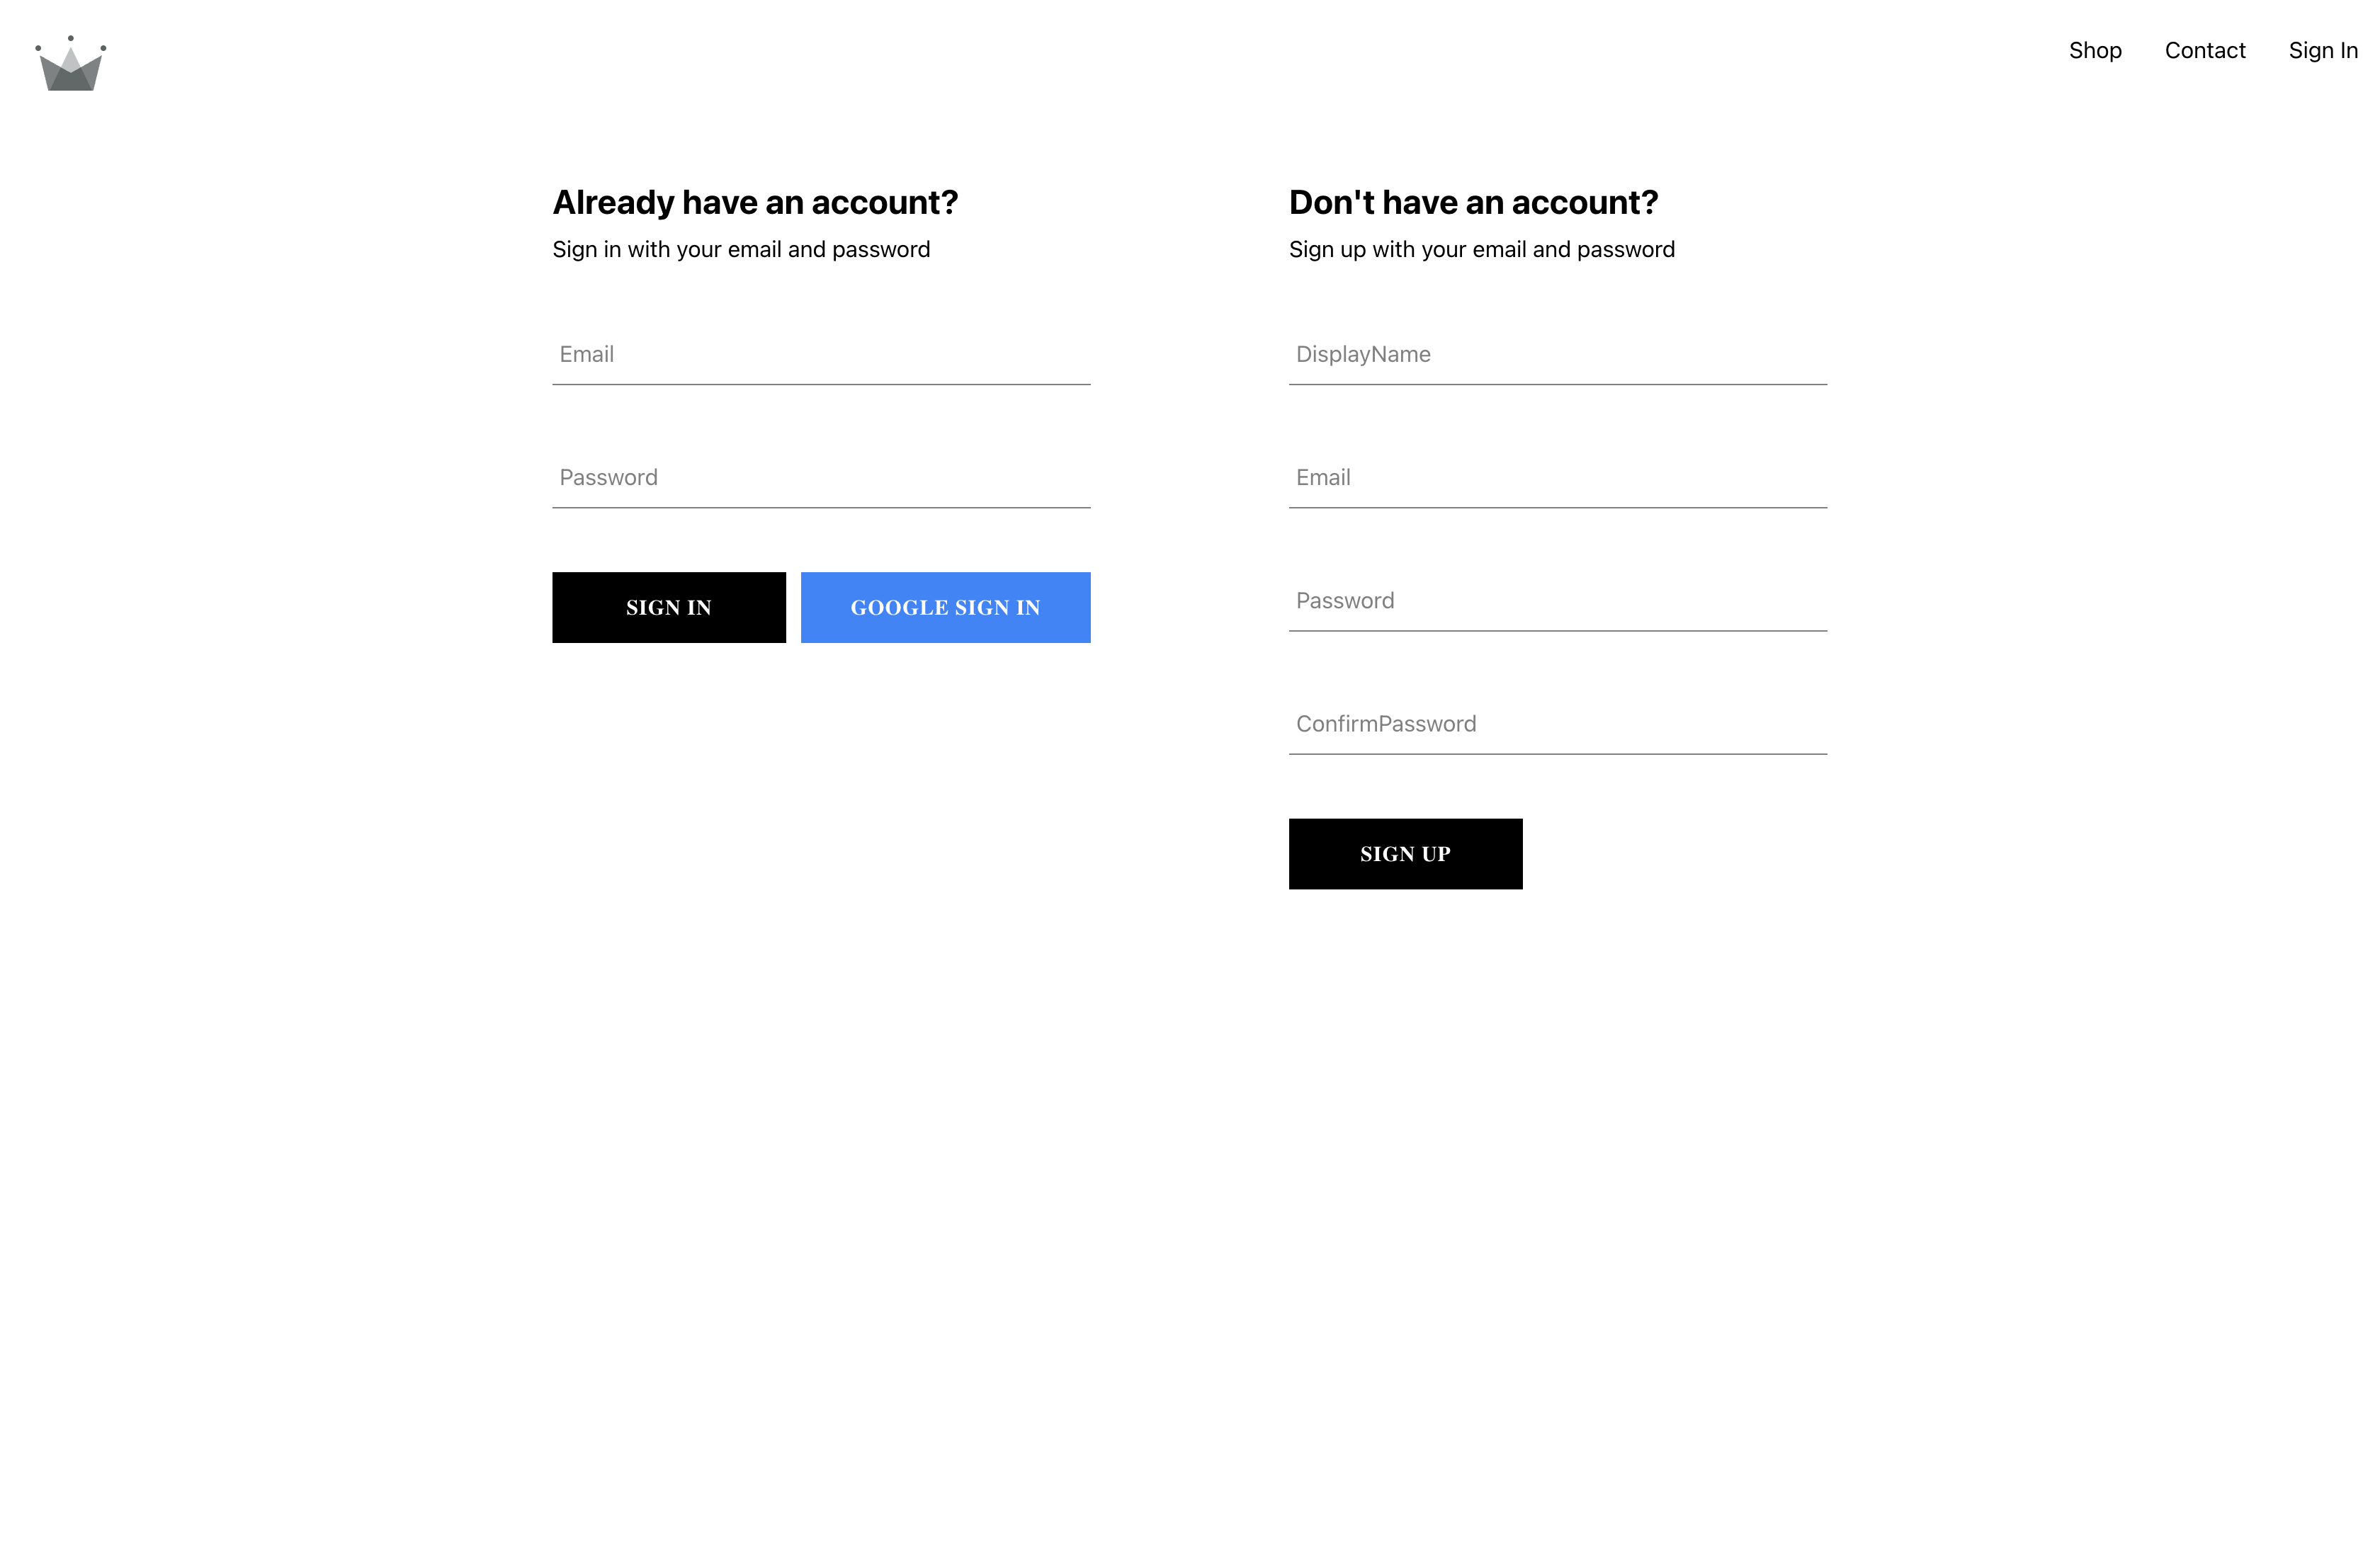 Shop
Contact
Sign In
Already have an account?
Sign in with your email and password
Email
Password
SIGN IN
GOOGLE SIGN IN
Don't have an account?
Sign up with your email and password
DisplayName
Email
Password
ConfirmPassword
SIGN UP